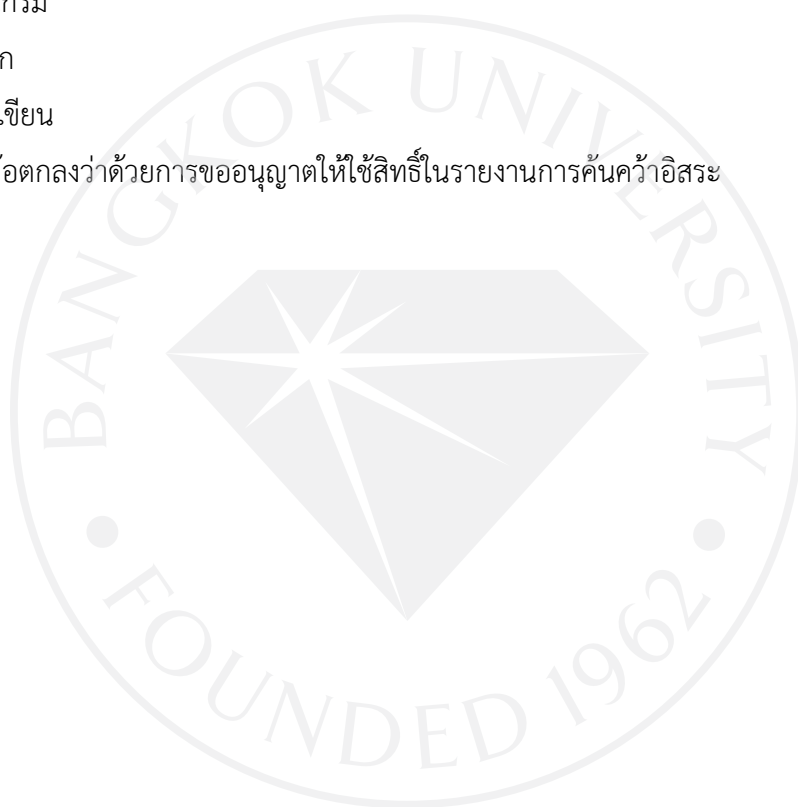 กรม
ก
เขียน
อตกลงว่าด้วยการขออนุญาตให้ใช้สิทธิ์ในรายงานการค้นคว้าอิสระ
BANGKOK UNIVERSITY
FOUNDED 1962